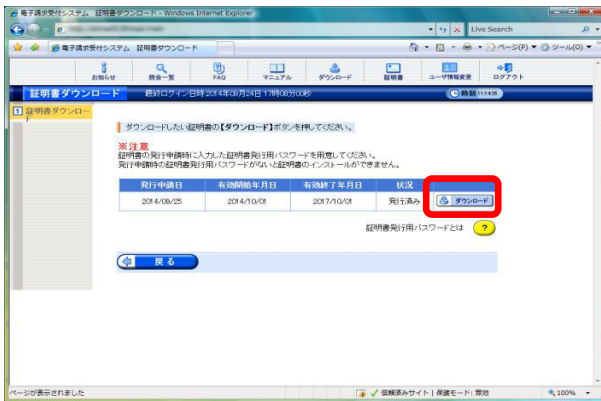 電子請求受付システム 証明書ダウンロード - Windows Internet Explorer
Live Search
電子請求受付システム 証明書ダウンロード
ページ(P) ツール(O)
お知らせ 照会一覧 FAQ マニュアル ダウンロード 証明書 ユーザ情報変更 ログアウト
証明書ダウンロード 最終ログイン日時:2014年09月24日 17時08分00秒 時刻 11:14:35
1 証明書ダウンロード
ダウンロードしたい証明書の【ダウンロード】ボタンを押してください。
※注意
証明書の発行申請時に入力した証明書発行用パスワードを用意してください。
発行申請時の証明書発行用パスワードがないと証明書のインストールができません。
発行申請日 有効開始年月日 有効終了年月日 状況
2014/09/25 2014/10/01 2017/10/01 発行済み ダウンロード
証明書発行用パスワードとは ?
戻る
ページが表示されました 信頼済みサイト | 保護モード: 無効 100%